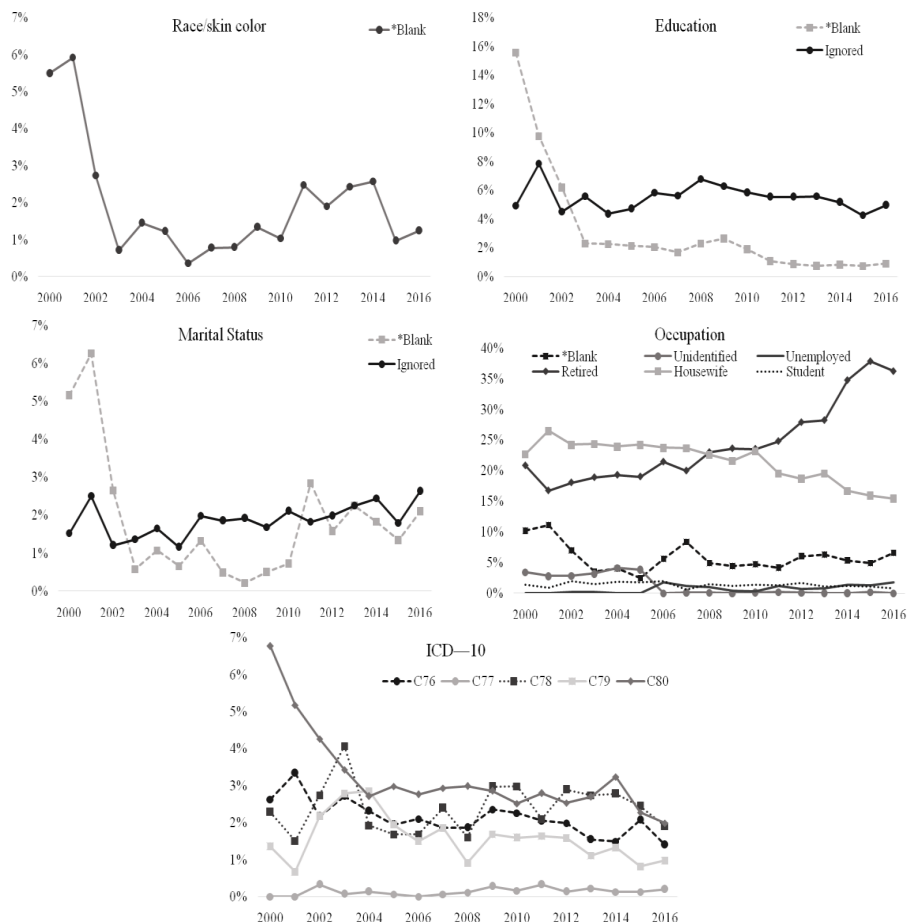 Race/skin color
*Blank
7%
6%
5%
4%
3%
2%
1%
0%
2000 2002 2004 2006 2008 2010 2012 2014 2016
Education
*Blank
Ignored
18%
16%
14%
12%
10%
8%
6%
4%
2%
0%
2000 2002 2004 2006 2008 2010 2012 2014 2016
Marital Status
*Blank
Ignored
7%
6%
5%
4%
3%
2%
1%
0%
2000 2002 2004 2006 2008 2010 2012 2014 2016
Occupation
*Blank Unidentified Unemployed
Retired Housewife Student
40%
35%
30%
25%
20%
15%
10%
5%
0%
2000 2002 2004 2006 2008 2010 2012 2014 2016
ICD—10
C76 C77 C78 C79 C80
7%
6%
5%
4%
3%
2%
1%
0%
2000 2002 2004 2006 2008 2010 2012 2014 2016